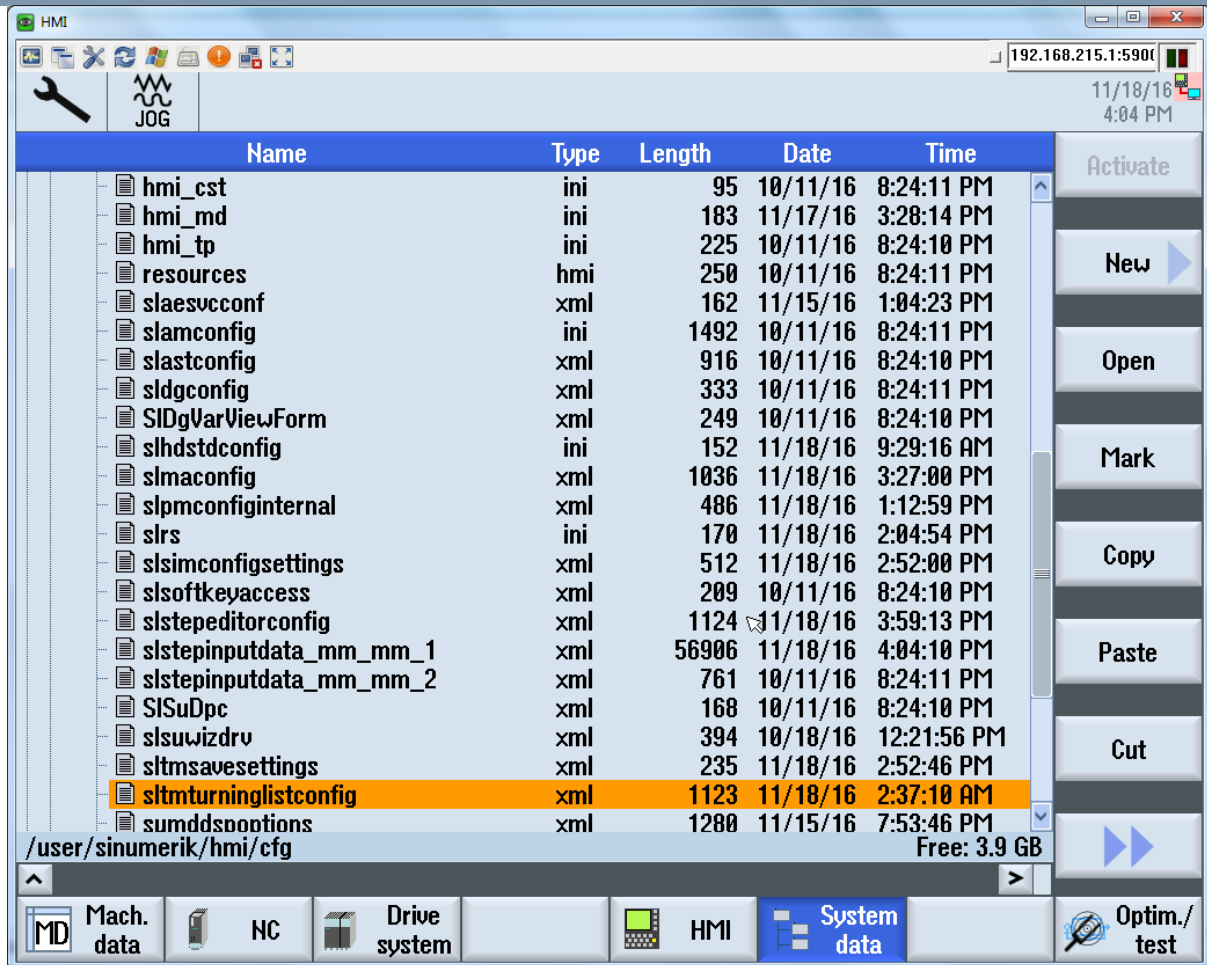 HMI
192.168.215.1:590
JOG
11/18/16
4:04 PM
Name Type Length Date Time
hmi_cst ini 95 10/11/16 8:24:11 PM
hmi_md ini 183 11/17/16 3:28:14 PM
hmi_tp ini 225 10/11/16 8:24:10 PM
resources hmi 250 10/11/16 8:24:11 PM
slaesvcconf xml 162 11/15/16 1:04:23 PM
slamconfig ini 1492 10/11/16 8:24:11 PM
slastconfig xml 916 10/11/16 8:24:10 PM
sldgconfig xml 333 10/11/16 8:24:11 PM
SlDgVarViewForm xml 249 10/11/16 8:24:10 PM
slhdstdconfig ini 152 11/18/16 9:29:16 AM
slmaconfig xml 1036 11/18/16 3:27:00 PM
slpmconfiginternal xml 486 11/18/16 1:12:59 PM
slrs ini 170 11/18/16 2:04:54 PM
slsimconfigsettings xml 512 11/18/16 2:52:00 PM
slsoftkeyaccess xml 209 10/11/16 8:24:10 PM
slstepeditorconfig xml 1124 11/18/16 3:59:13 PM
slstepinputdata_mm_mm_1 xml 56906 11/18/16 4:04:10 PM
slstepinputdata_mm_mm_2 xml 761 10/11/16 8:24:11 PM
SlSuDpc xml 168 10/11/16 8:24:10 PM
slsuwizdrv xml 394 10/18/16 12:21:56 PM
sltmsavesettings xml 235 11/18/16 2:52:46 PM
sltmturninglistconfig xml 1123 11/18/16 2:37:10 AM
sumddspoptions xml 1280 11/15/16 7:53:46 PM
/user/sinumerik/hmi/cfg Free: 3.9 GB
Activate
New
Open
Mark
Copy
Paste
Cut
MD Mach. data
NC
Drive system
HMI
System data
Optim./ test